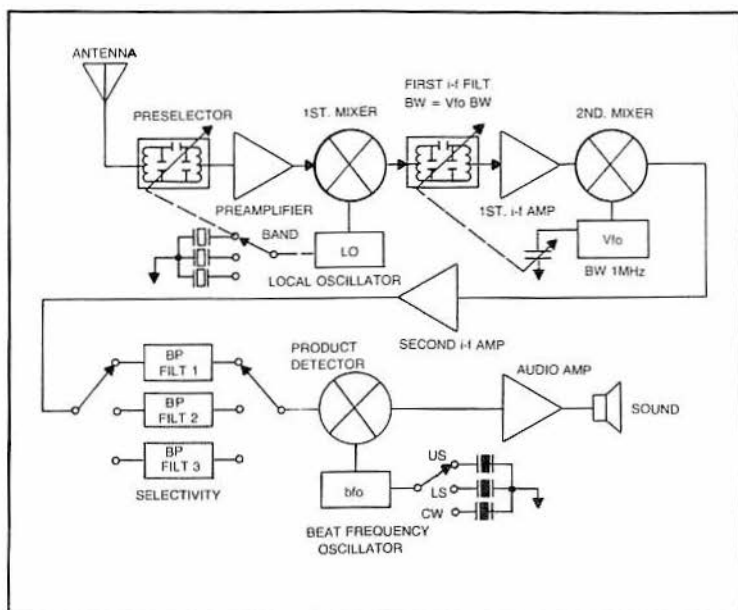 ANTENNA
PRESELECTOR
1ST. MIXER
FIRST i-f FILT
BW = Vfo BW
2ND. MIXER
PREAMPLIFIER
1ST. i-f AMP
BAND
LO
LOCAL OSCILLATOR
Vfo
BW 1MHz
SECOND i-f AMP
BP
FILT 1
BP
FILT 2
BP
FILT 3
SELECTIVITY
PRODUCT
DETECTOR
AUDIO AMP
SOUND
bfo
US
LS
CW
BEAT FREQUENCY
OSCILLATOR